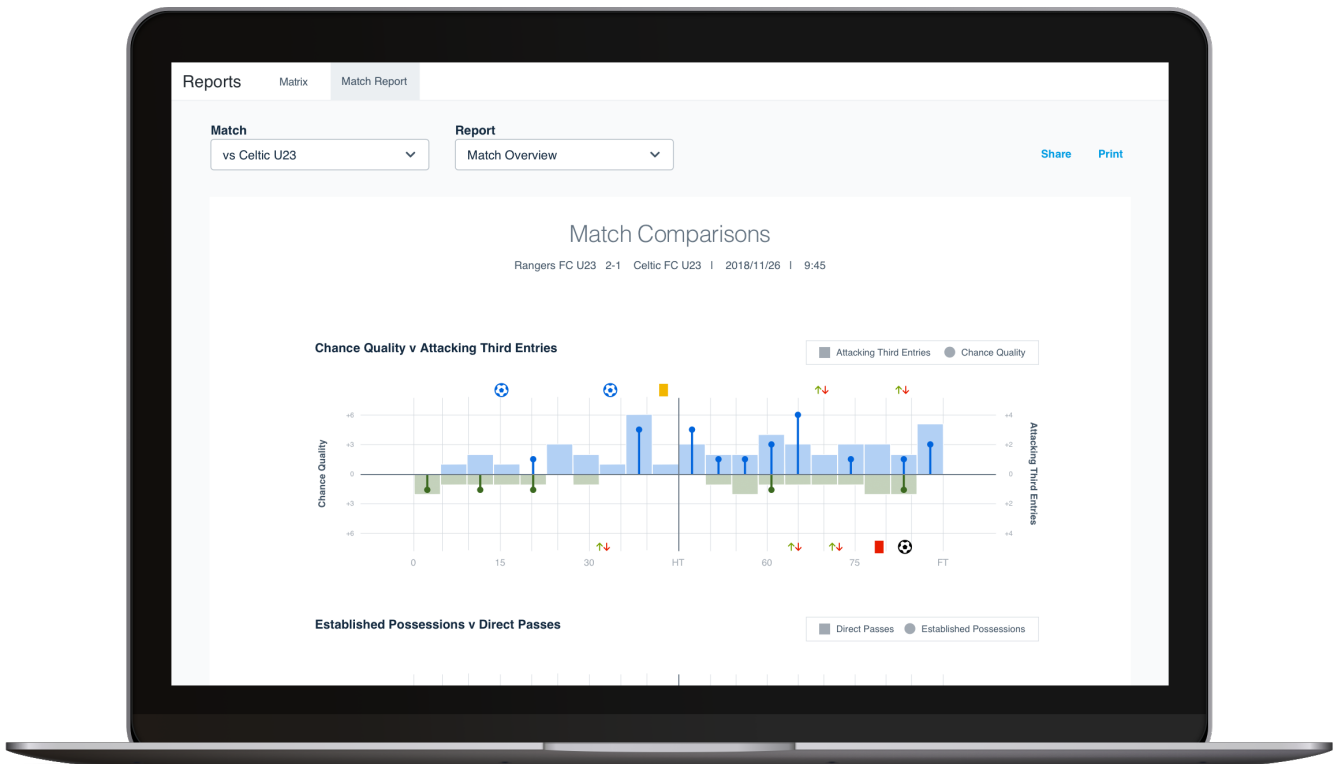 Reports Matrix Match Report
Match Report
vs Celtic U23 Match Overview Share Print
Match Comparisons
Rangers FC U23 2-1 Celtic FC U23 | 2018/11/26 | 9:45
Chance Quality v Attacking Third Entries
Attacking Third Entries Chance Quality
Chance Quality
+6 +4
+3 +2
0 0
+3 +2
+6 +4
Attacking Third Entries
0 15 30 HT 60 75 FT
Established Possessions v Direct Passes
Direct Passes Established Possessions